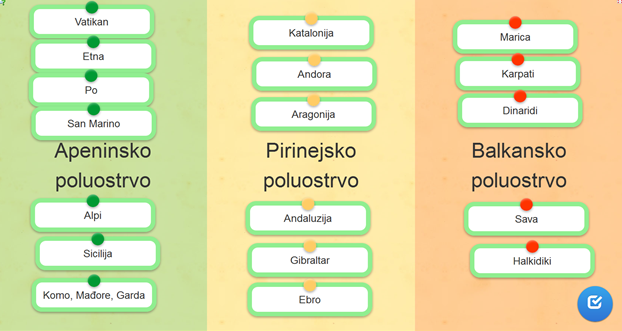 Vatikan
Etna
Po
San Marino
Apeninsko
poluostrvo
Alpi
Sicilija
Komo, Mađore, Garda
Katalonija
Andora
Aragonija
Pirinejsko
poluostrvo
Andaluzija
Gibraltar
Ebro
Marica
Karpati
Dinaridi
Balkansko
poluostrvo
Sava
Halkidiki